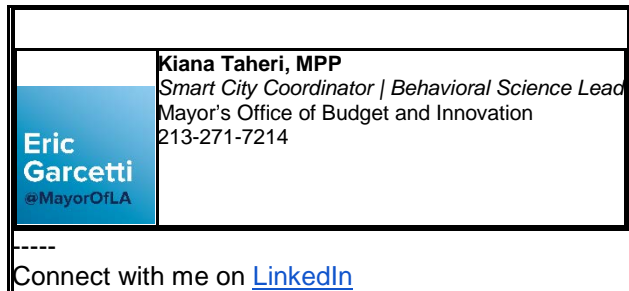 Kiana Taheri, MPP
Smart City Coordinator | Behavioral Science Lead
Mayor's Office of Budget and Innovation
213-271-7214
Eric
Garcetti
@MayorOfLA
-----
Connect with me on LinkedIn